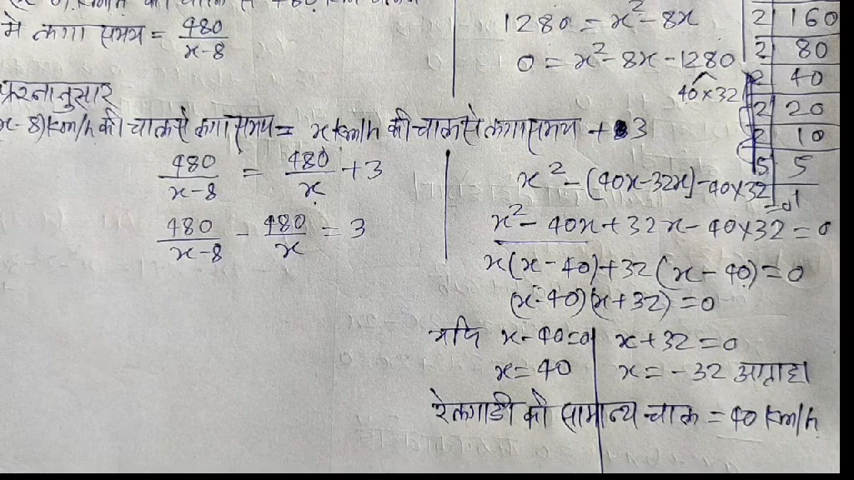 मे लगा समय = 480/x-8
प्रश्नानुसार
x-8)km/h की चाल से लगा समय = x km/h की चाल से लगा समय + 3
480/x-8 = 480/x + 3
480/x-8 - 480/x = 3
1280 = x²-8x
0 = x²-8x-1280
40×32
x²-(40x-32x)-40×32=0
x²-40x+32x-40×32=0
x(x-40)+32(x-40)=0
(x-40)(x+32)=0
यदि x-40=0 | x+32=0
x=40 | x=-32 अग्राह्य
रेलगाडी की सामान्य चाल = 40 km/h
2 | 160
2 | 80
2 | 40
2 | 20
2 | 10
5 | 5
1